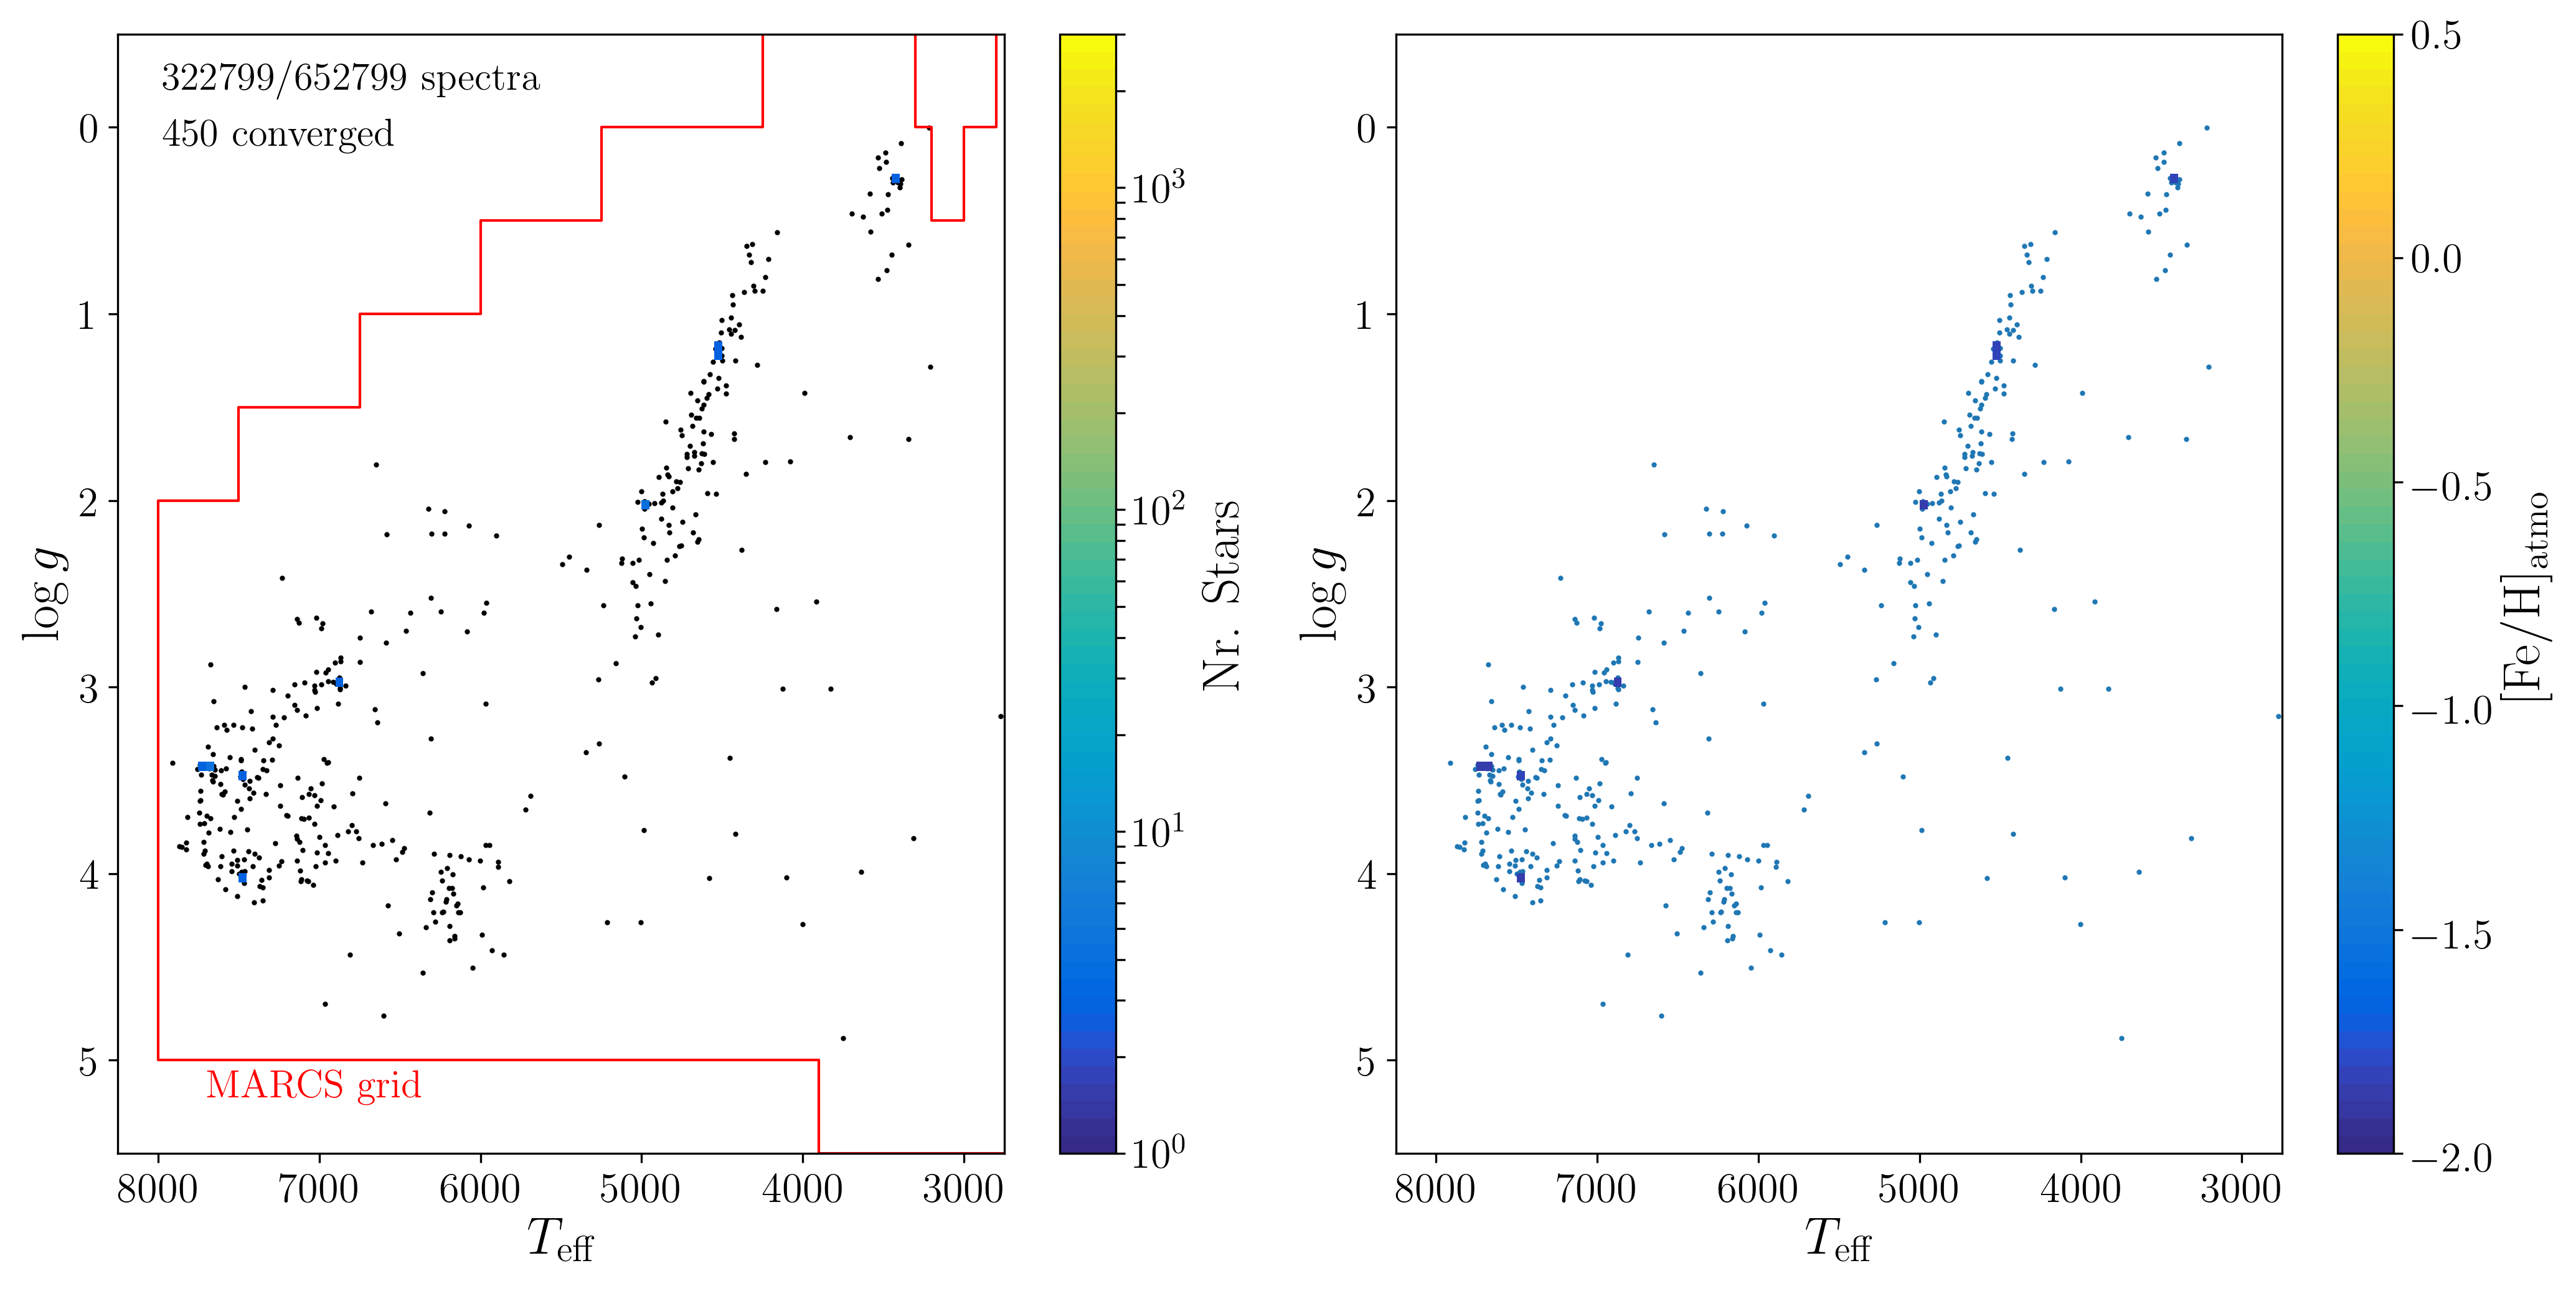 322799/652799 spectra
450 converged
MARCS grid
0
1
2
3
4
5
log g
8000 7000 6000 5000 4000 3000
T_eff
10^3
10^2
10^1
10^0
Nr. Stars
0
1
2
3
4
5
log g
8000 7000 6000 5000 4000 3000
T_eff
0.5
0.0
−0.5
−1.0
−1.5
−2.0
[Fe/H]_atmo